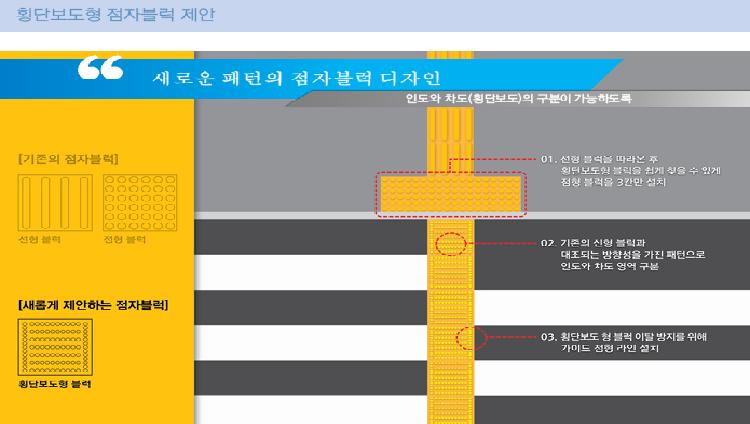 횡단보도형 점자블럭 제안
새로운 패턴의 점자블럭 디자인
인도와 차도(횡단보도)의 구분이 가능하도록
[기존의 점자블럭]
선형 블럭
점형 블럭
[새롭게 제안하는 점자블럭]
횡단보도형 블럭
01. 선형 블럭을 따라온 후
횡단보도형 블럭을 쉽게 찾을 수 있게
점형 블럭을 3칸만 설치
02. 기존의 선형 블럭과
대조되는 방향성을 가진 패턴으로
인도와 차도 영역 구분
03. 횡단보도 형 블럭 이탈 방지를 위해
가이드 선형 라인 설치